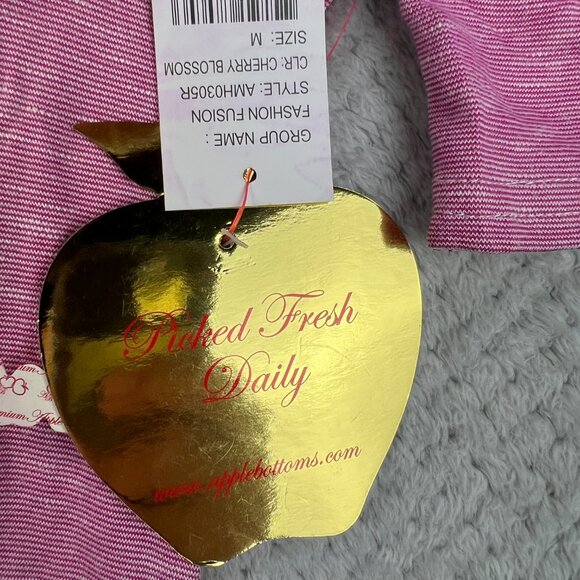 GROUP NAME :
FASHION FUSION
STYLE: AMH0305R
CLR: CHERRY BLOSSOM
SIZE: M
Picked Fresh
Daily
www.applebottoms.com